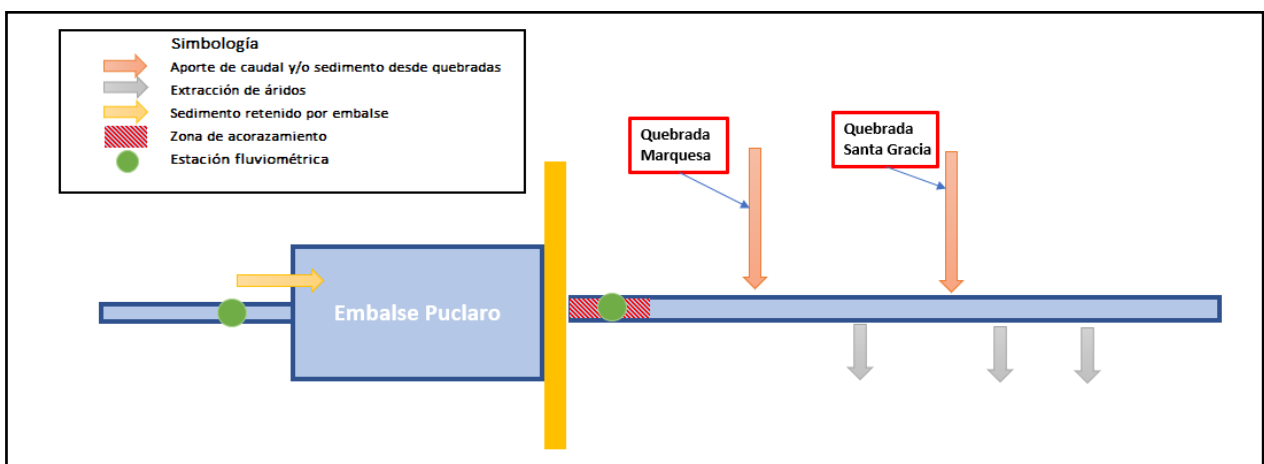 Simbología
Aporte de caudal y/o sedimento desde quebradas
Extracción de áridos
Sedimento retenido por embalse
Zona de acorazamiento
Estación fluviométrica
Quebrada
Marquesa
Quebrada
Santa Gracia
Embalse Puclaro